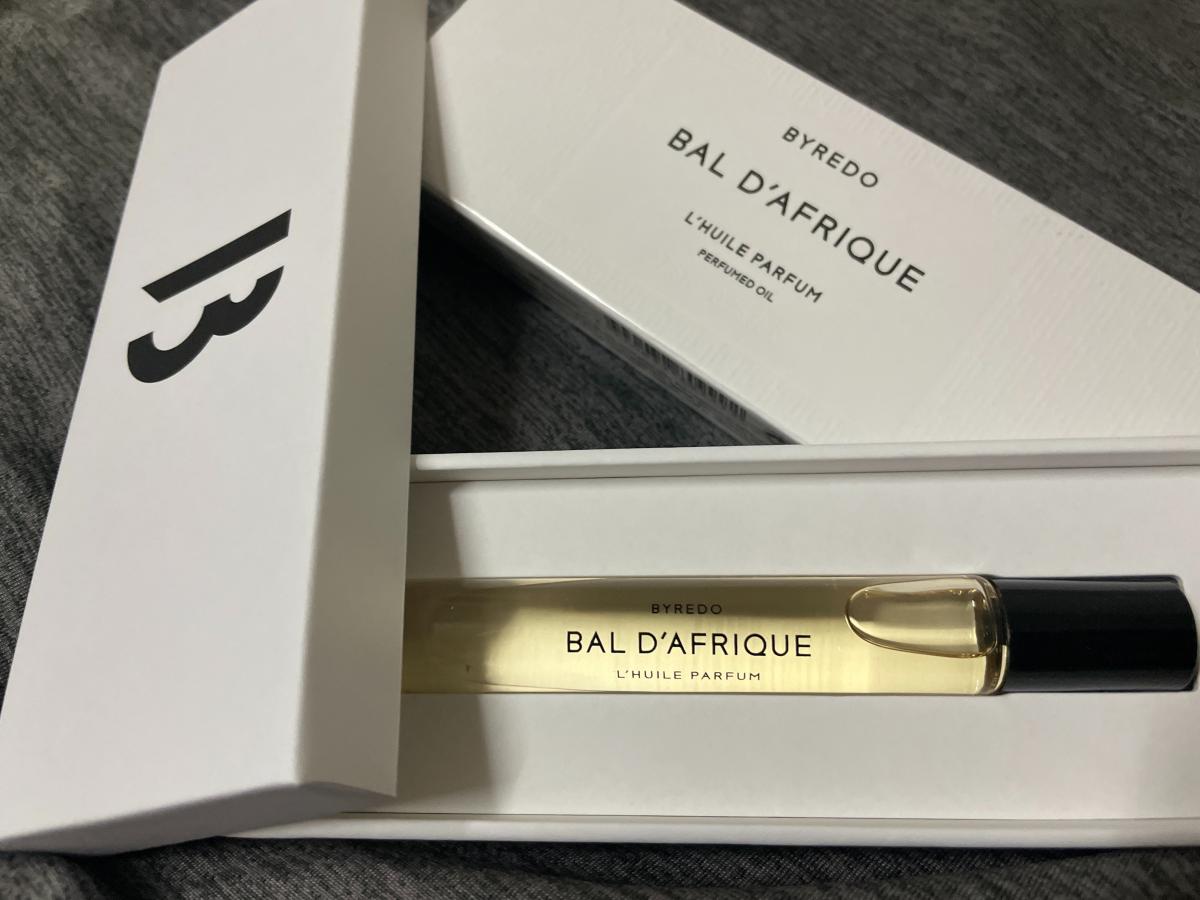 BYREDO
BAL D'AFRIQUE
L'HUILE PARFUM
PERFUMED OIL
B
BYREDO
BAL D'AFRIQUE
L'HUILE PARFUM